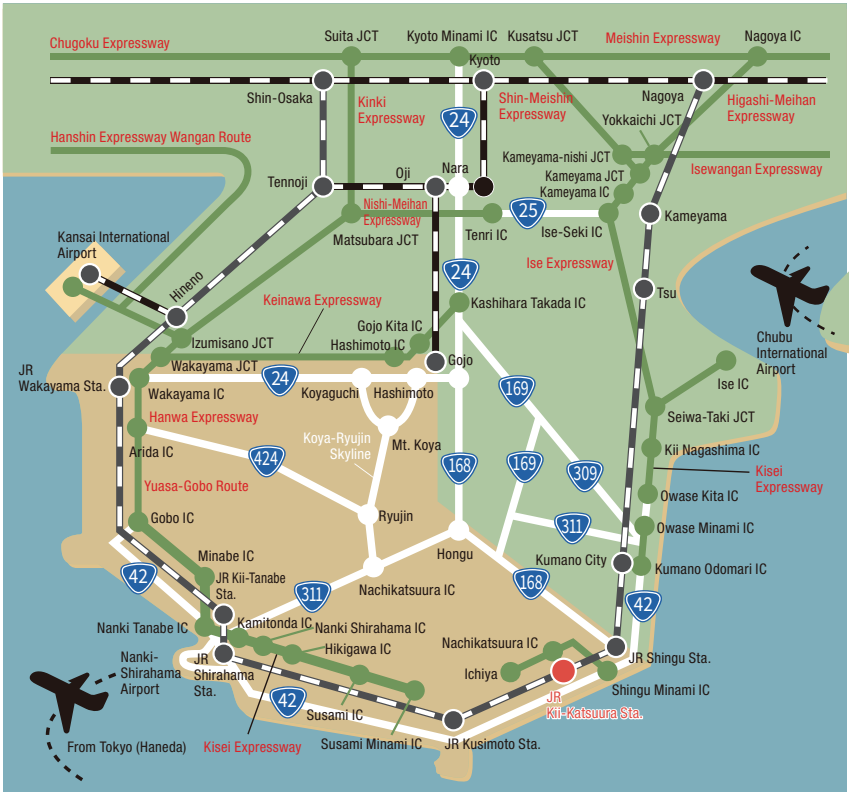 Suita JCT
Kyoto Minami IC
Kusatsu JCT
Meishin Expressway
Nagoya IC
Chugoku Expressway
Kyoto
Shin-Osaka
Kinki
Expressway
Shin-Meishin
Expressway
Nagoya
Higashi-Meihan
Expressway
24
Yokkaichi JCT
Hanshin Expressway Wangan Route
Kameyama-nishi JCT
Isewangan Expressway
Oji
Nara
Kameyama JCT
Tennoji
Kameyama IC
Nishi-Meihan
Expressway
25
Kameyama
Matsubara JCT
Tenri IC
Ise-Seki IC
Kansai International
Airport
Ise Expressway
24
Hineno
Tsu
Keinawa Expressway
Kashihara Takada IC
Gojo Kita IC
Izumisano JCT
Hashimoto IC
Chubu
International
Airport
JR
Wakayama Sta.
Wakayama JCT
Gojo
24
Wakayama IC
Koyaguchi
Hashimoto
169
Ise IC
Hanwa Expressway
Seiwa-Taki JCT
Koya-Ryujin
Skyline
Mt. Koya
Arida IC
424
168
169
309
Kii Nagashima IC
Kisei
Expressway
Yuasa-Gobo Route
Owase Kita IC
Gobo IC
Ryujin
311
Owase Minami IC
Minabe IC
Hongu
Kumano City
Kumano Odomari IC
42
JR Kii-Tanabe
Sta.
311
Nachikatsuura IC
168
42
Nanki Tanabe IC
Kamitonda IC
Nanki Shirahama IC
Hikigawa IC
Nachikatsuura IC
JR Shingu Sta.
Nanki-
Shirahama
Airport
JR
Shirahama
Sta.
Ichiya
Shingu Minami IC
42
JR
Kii-Katsuura Sta.
Susami IC
From Tokyo (Haneda)
Kisei Expressway
Susami Minami IC
JR Kusimoto Sta.